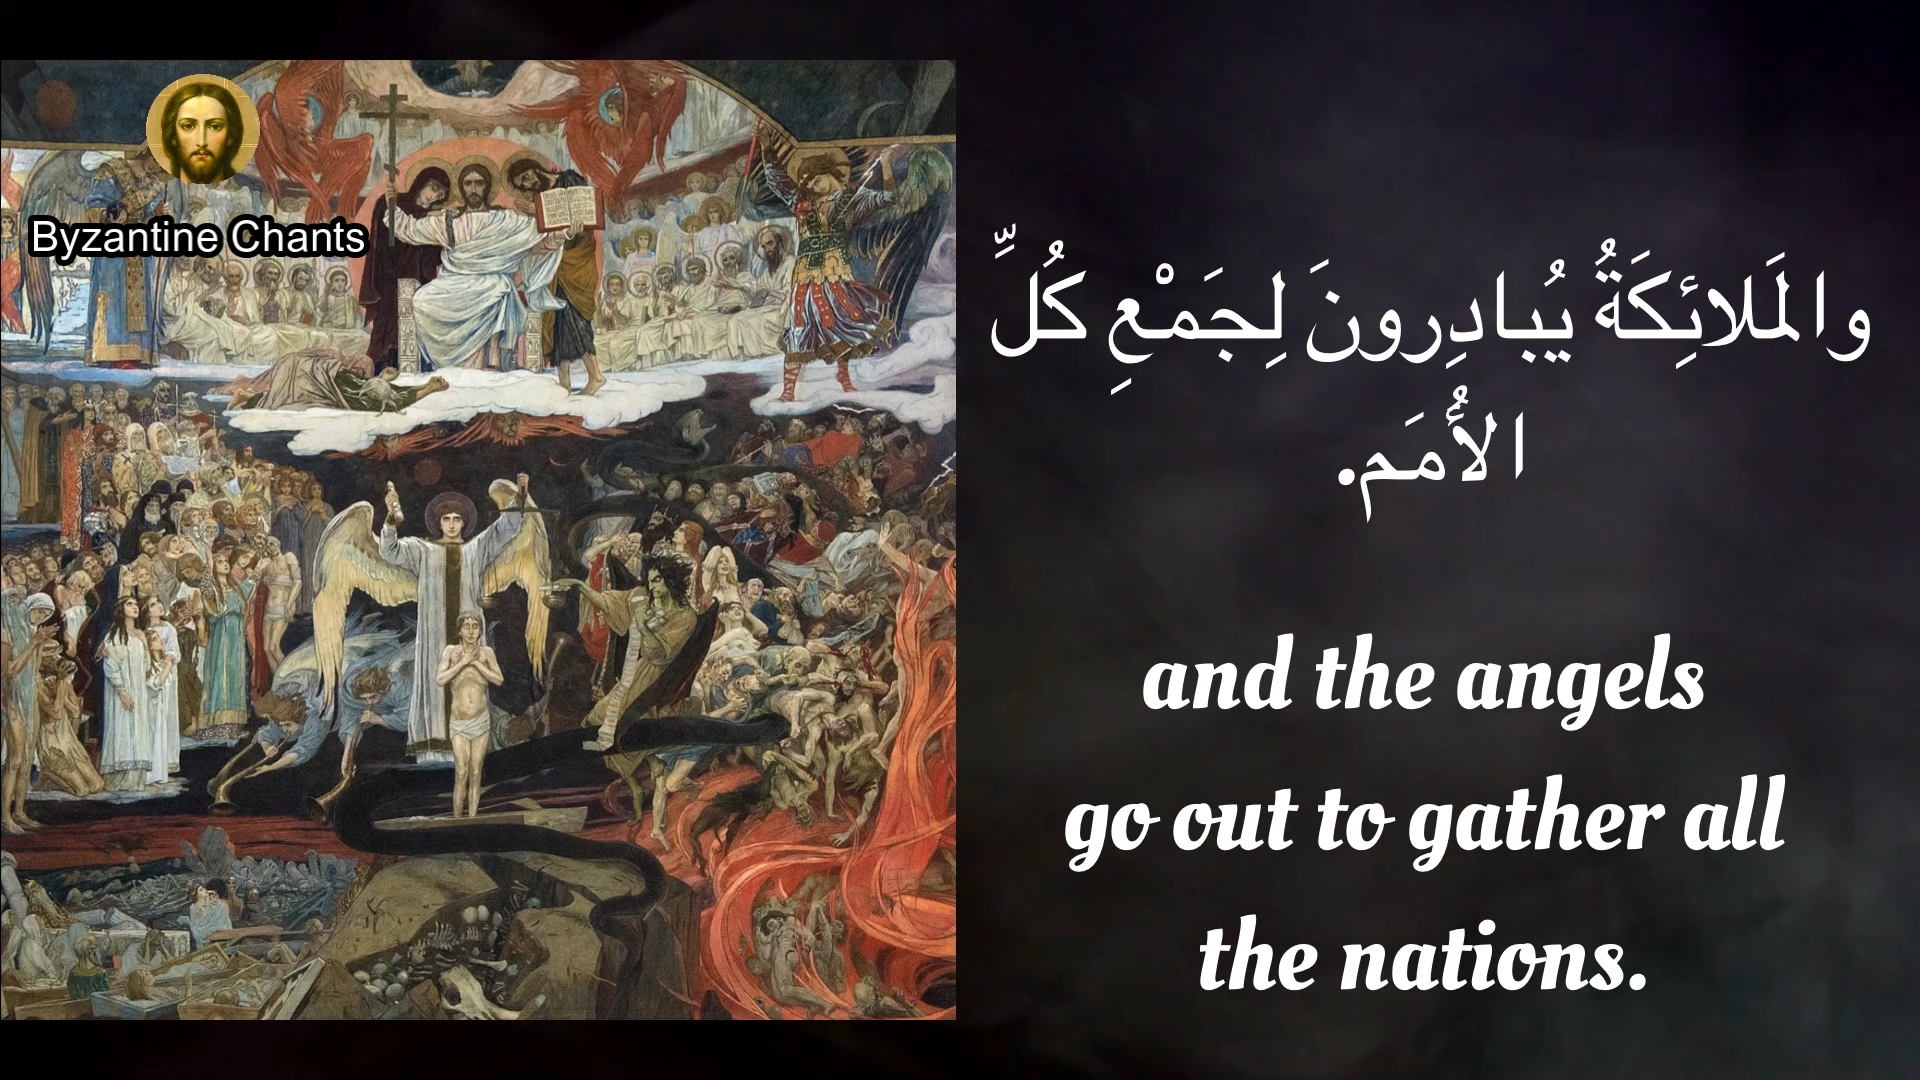 Byzantine Chants
والمَلائِكَةُ يُبادِرونَ لِجَمْعِ كُلِّ
الأُمَم.
and the angels
go out to gather all
the nations.